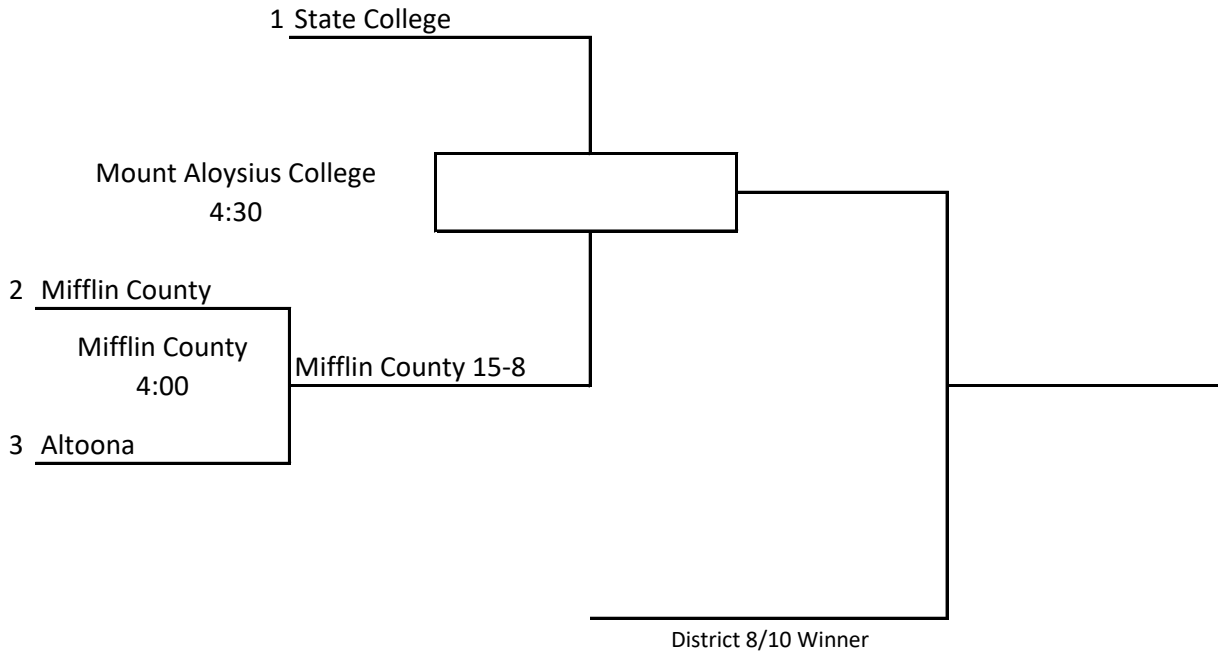 1 State College
Mount Aloysius College
4:30
2 Mifflin County
Mifflin County
4:00
Mifflin County 15-8
3 Altoona
District 8/10 Winner